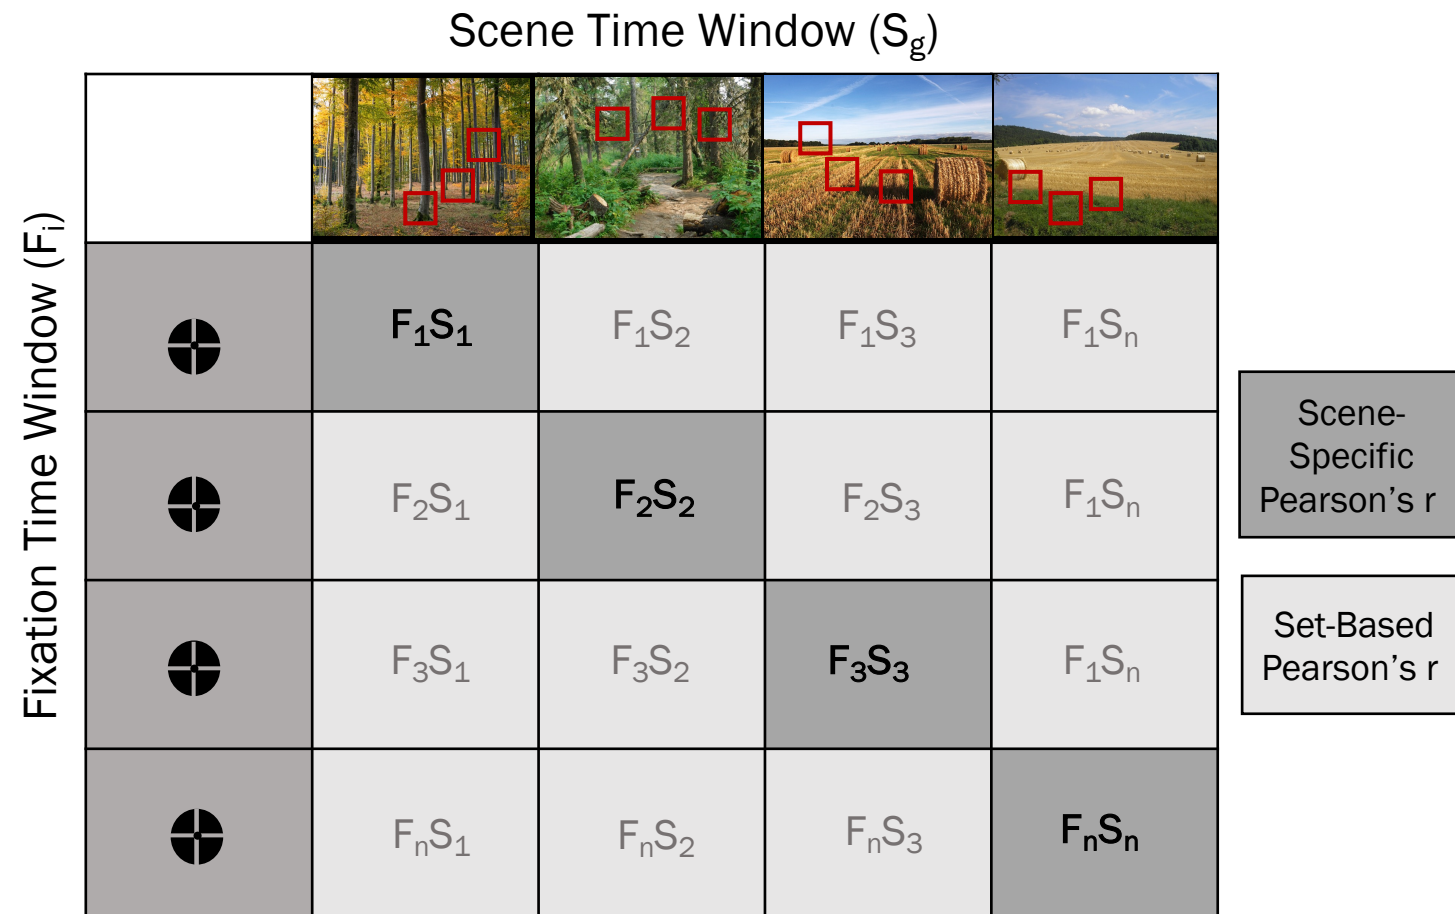 Scene Time Window (Sg)
Fixation Time Window (Fi)
F1S1 F1S2 F1S3 F1Sn
F2S1 F2S2 F2S3 F1Sn
F3S1 F3S2 F3S3 F1Sn
FnS1 FnS2 FnS3 FnSn
Scene-
Specific
Pearson's r
Set-Based
Pearson's r